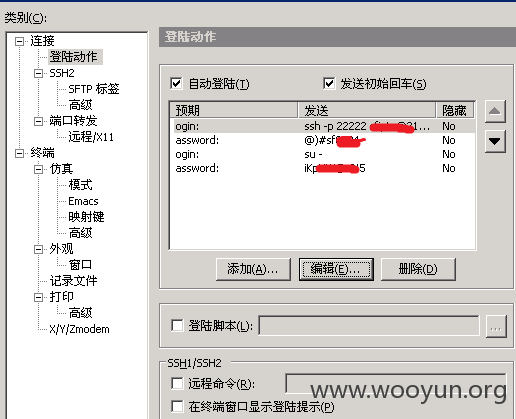 类别(C):
连接
登陆动作
SSH2
SFTP 标签
高级
端口转发
远程/X11
终端
仿真
模式
Emacs
映射键
高级
外观
窗口
记录文件
打印
高级
X/Y/Zmodem
登陆动作
自动登陆(T)
发送初始回车(S)
预期 发送 隐藏
ogin: ssh -p 22222 No
assword: @)#sf No
ogin: su - No
assword: No
添加(A)... 编辑(E)... 删除(D)
登陆脚本(L): ...
SSH1/SSH2
远程命令(R):
在终端窗口显示登陆提示(P)
www.wooyun.org